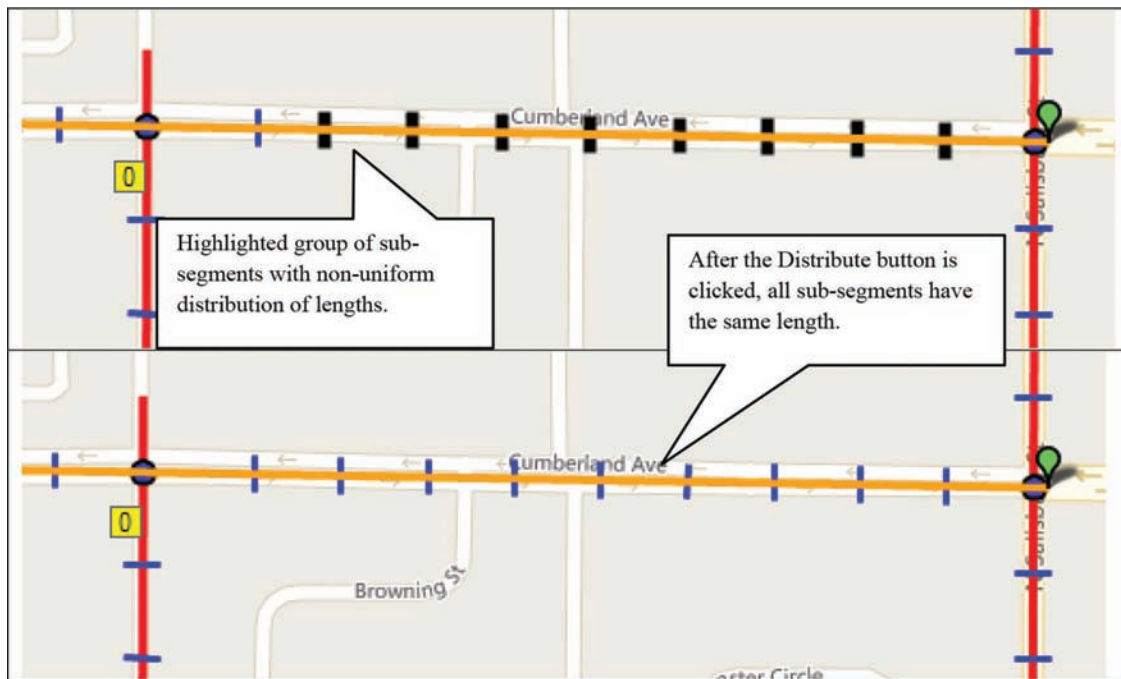 Cumberland Ave
0
Highlighted group of sub-
segments with non-uniform
distribution of lengths.
After the Distribute button is
clicked, all sub-segments have
the same length.
Cumberland Ave
0
Browning St
Circle